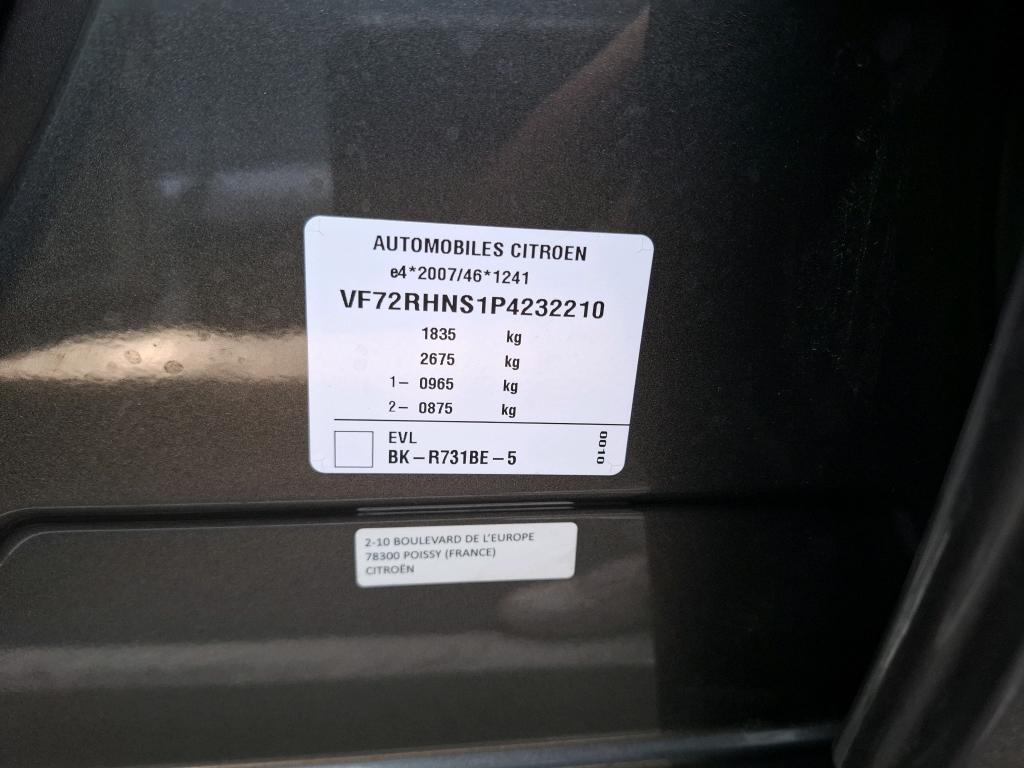 AUTOMOBILES CITROEN
e4*2007/46*1241
VF72RHNS1P4232210
1835 kg
2675 kg
1- 0965 kg
2- 0875 kg
EVL
BK-R731BE-5
0010
2-10 BOULEVARD DE L'EUROPE
78300 POISSY (FRANCE)
CITROËN